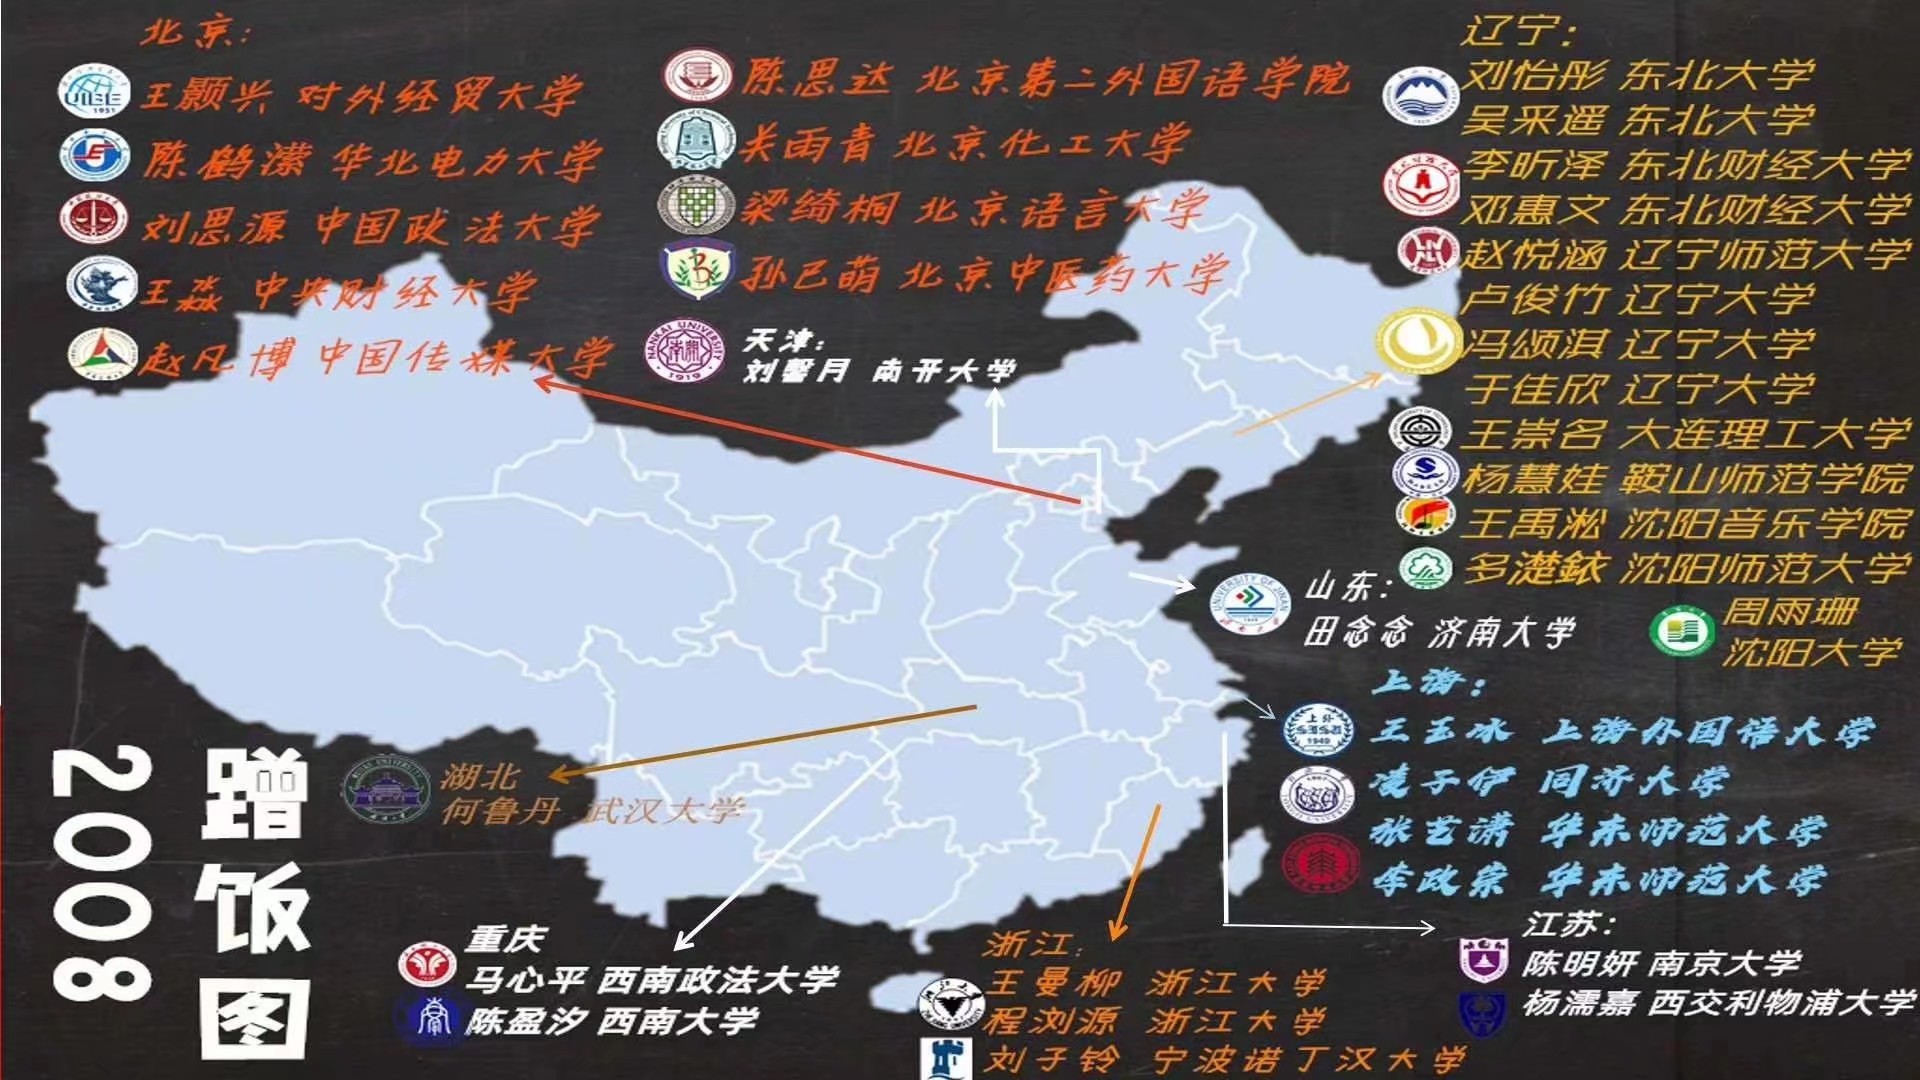 北京：
王颢兴 对外经贸大学
陈鹤潆 华北电力大学
刘思源 中国政法大学
王淼 中央财经大学
赵凡博 中国传媒大学
陈思达 北京第二外国语学院
关雨青 北京化工大学
梁绮桐 北京语言大学
孙己萌 北京中医药大学
天津：
刘馨月 南开大学
NANKAI UNIVERSITY
1919
辽宁：
刘怡彤 东北大学
吴采遥 东北大学
李昕泽 东北财经大学
邓惠文 东北财经大学
赵悦涵 辽宁师范大学
卢俊竹 辽宁大学
冯颂淇 辽宁大学
于佳欣 辽宁大学
王崇名 大连理工大学
杨慧娃 鞍山师范学院
王禹淞 沈阳音乐学院
多濋銥 沈阳师范大学
周雨珊
沈阳大学
山东：
田念念 济南大学
UNIVERSITY OF JINAN
上海：
王玉冰 上海外国语大学
凌子伊 同济大学
张艺潇 华东师范大学
李政宗 华东师范大学
江苏：
陈明妍 南京大学
杨濡嘉 西交利物浦大学
湖北
何鲁丹 武汉大学
重庆
马心平 西南政法大学
陈盈汐 西南大学
浙江：
王曼柳 浙江大学
程浏源 浙江大学
刘子铃 宁波诺丁汉大学
蹭饭图
2008